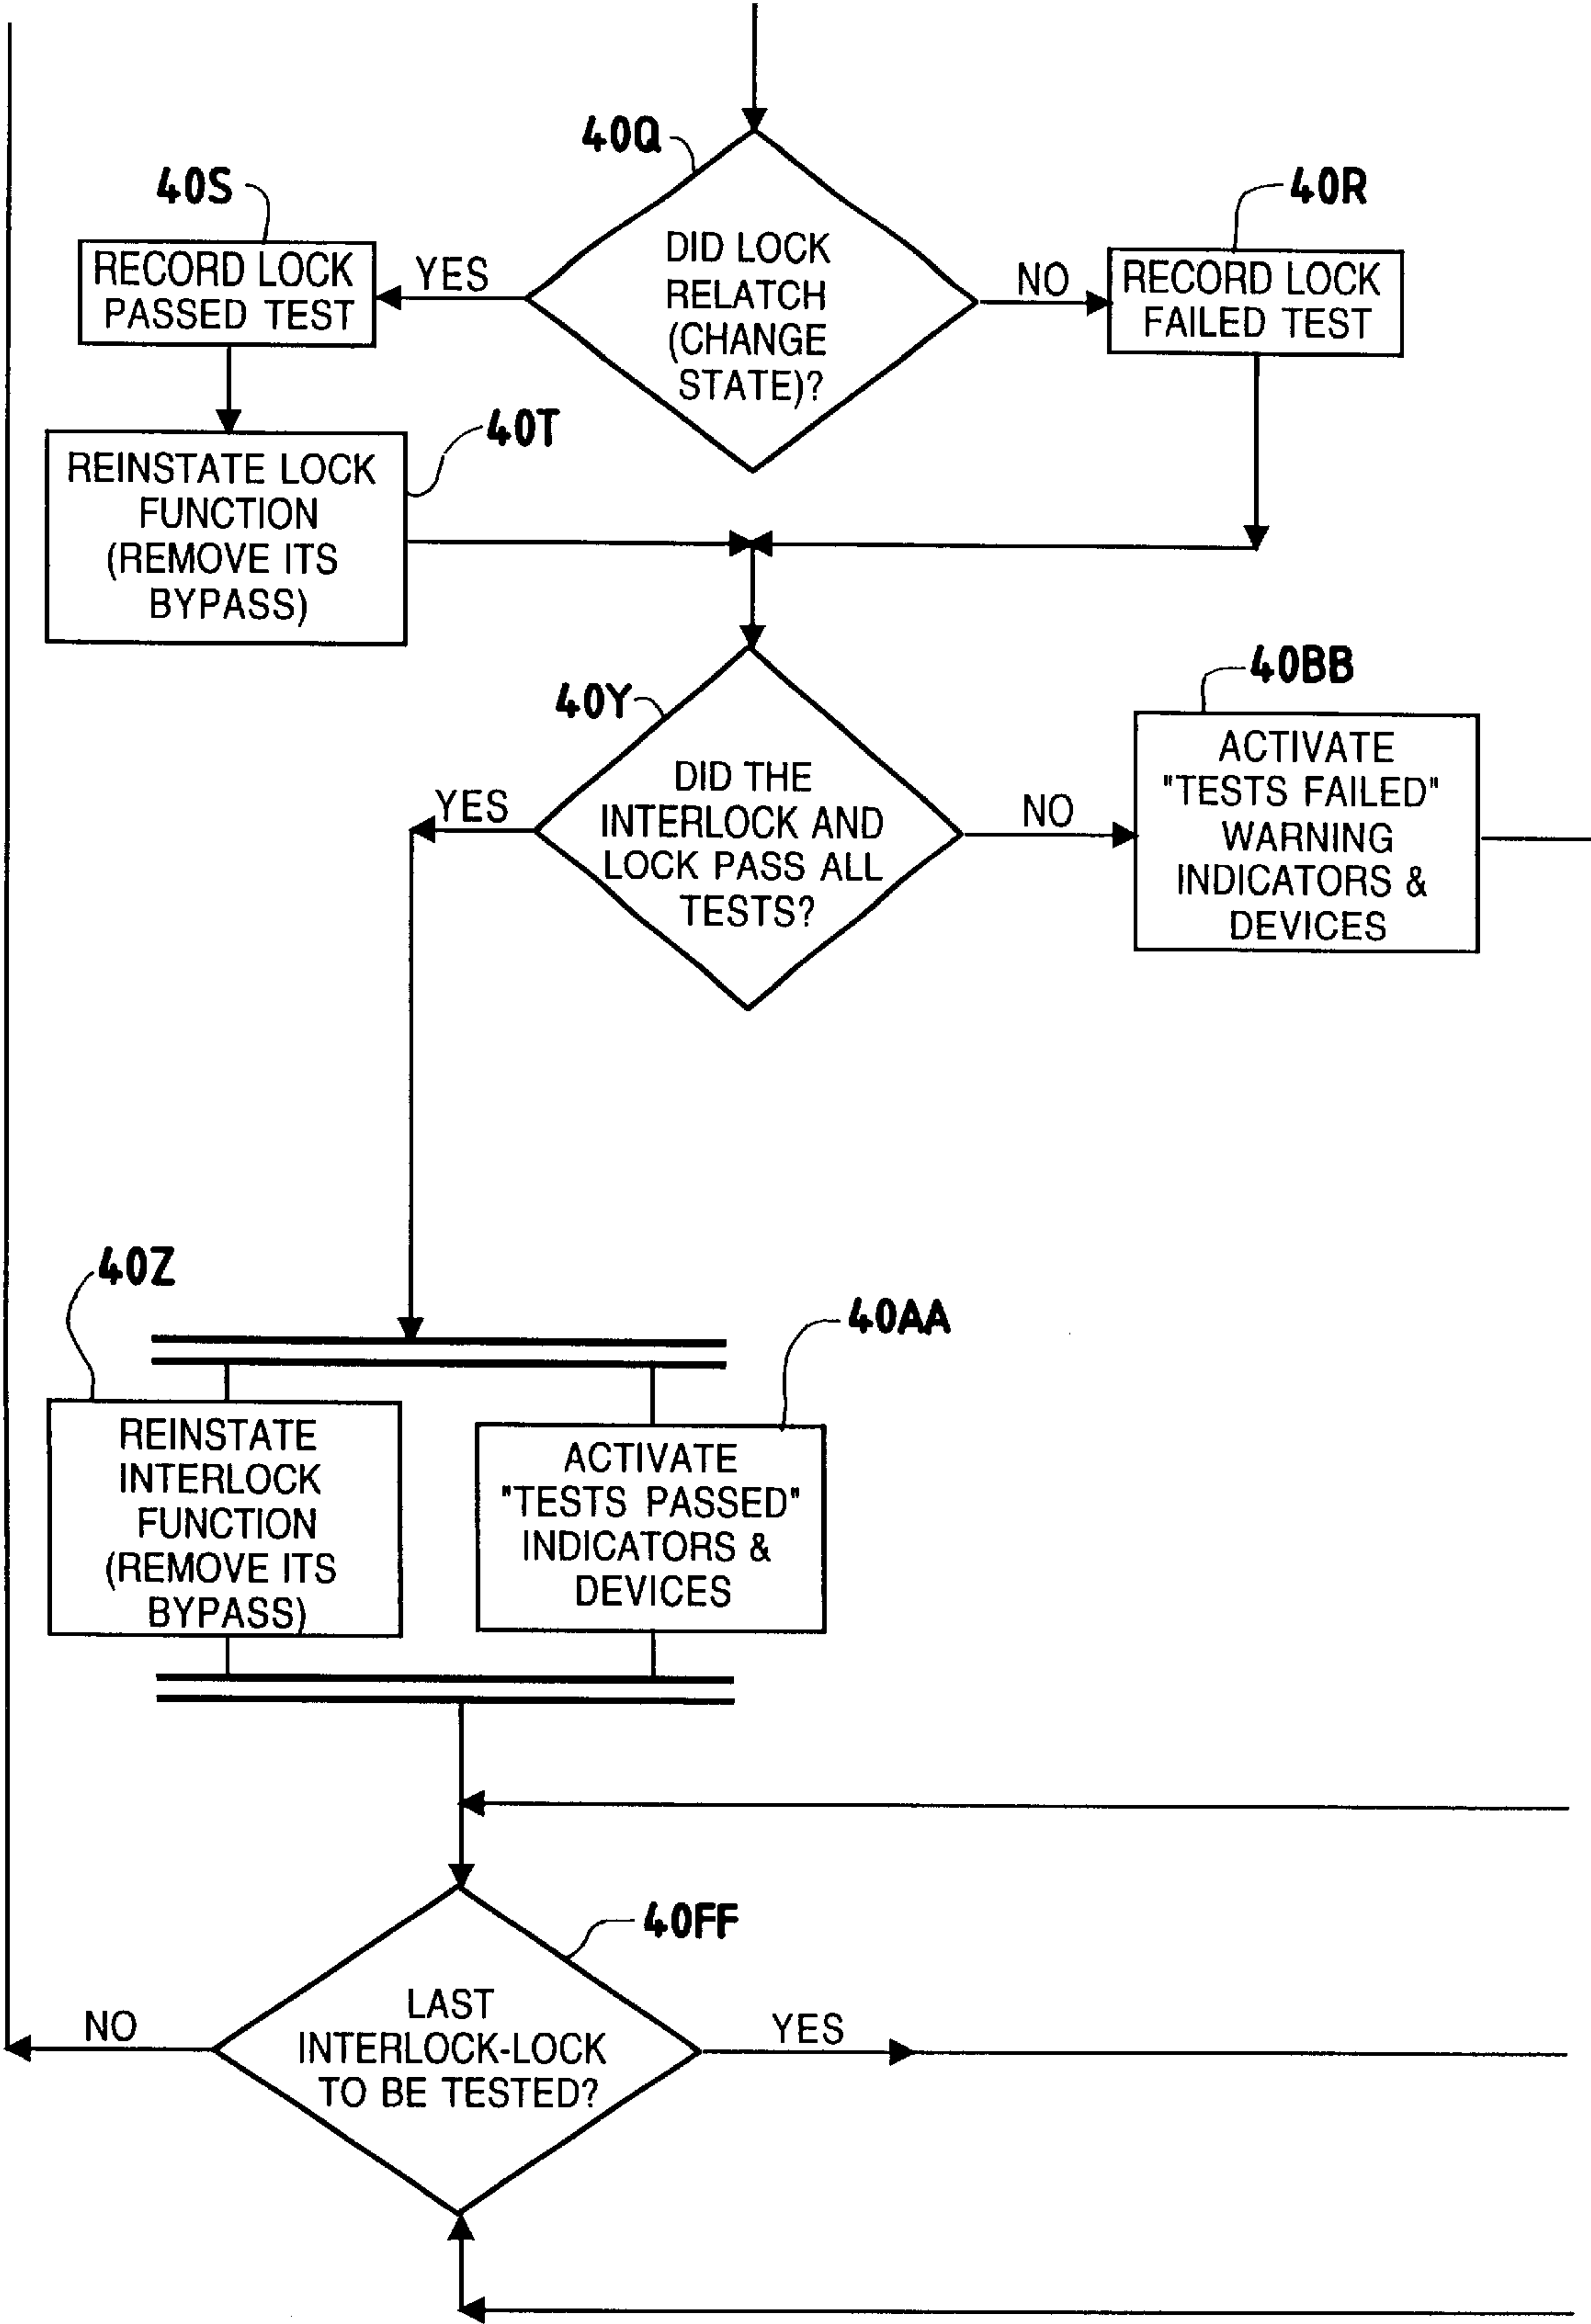 40Q
40S
40R
DID LOCK
RELATCH
(CHANGE
STATE)?
YES
NO
RECORD LOCK
PASSED TEST
RECORD LOCK
FAILED TEST
40T
REINSTATE LOCK
FUNCTION
(REMOVE ITS
BYPASS)
40Y
40BB
DID THE
INTERLOCK AND
LOCK PASS ALL
TESTS?
YES
NO
ACTIVATE
"TESTS FAILED"
WARNING
INDICATORS &
DEVICES
40Z
40AA
REINSTATE
INTERLOCK
FUNCTION
(REMOVE ITS
BYPASS)
ACTIVATE
"TESTS PASSED"
INDICATORS &
DEVICES
40FF
LAST
INTERLOCK-LOCK
TO BE TESTED?
NO
YES